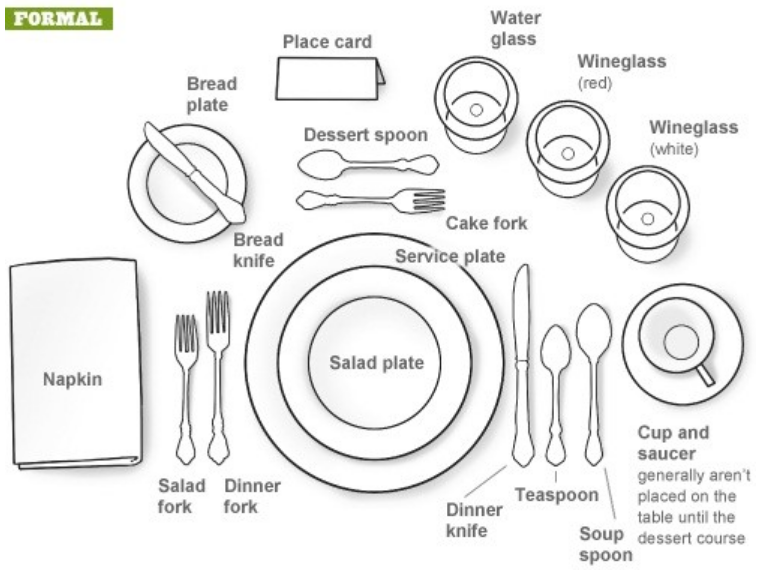 FORMAL
Place card
Water
glass
Wineglass
(red)
Wineglass
(white)
Bread
plate
Dessert spoon
Cake fork
Bread
knife
Service plate
Napkin
Salad plate
Salad
fork
Dinner
fork
Dinner
knife
Teaspoon
Soup
spoon
Cup and
saucer
generally aren't
placed on the
table until the
dessert course